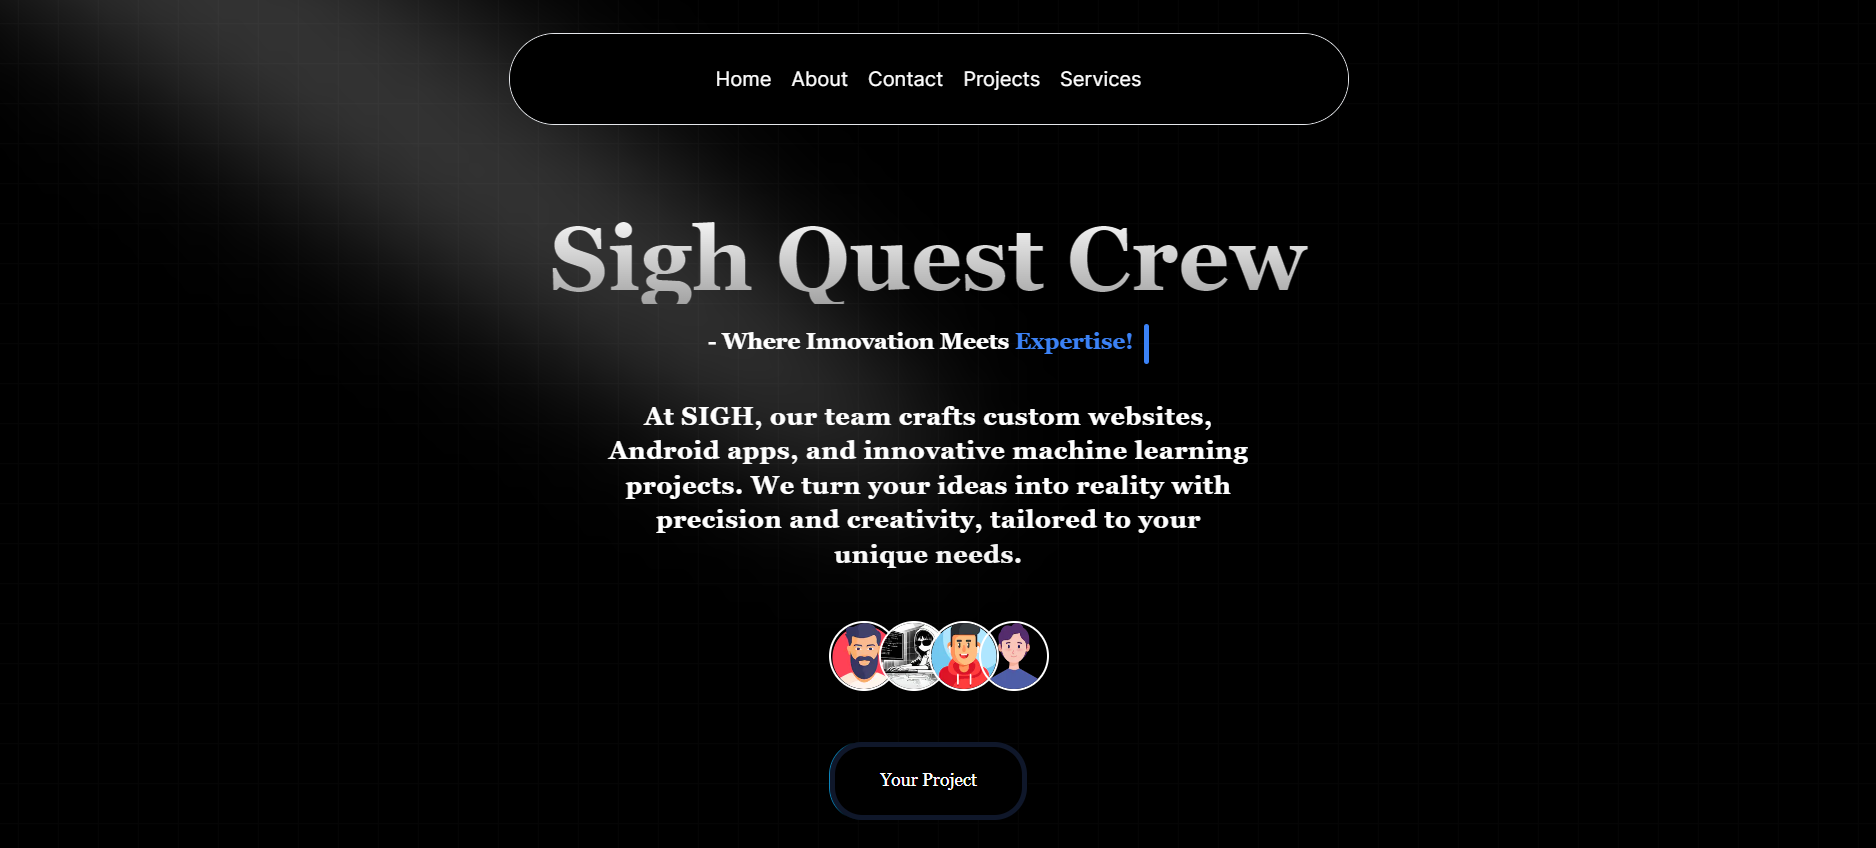 Home About Contact Projects Services
Sigh Quest Crew
- Where Innovation Meets Expertise!
At SIGH, our team crafts custom websites,
Android apps, and innovative machine learning
projects. We turn your ideas into reality with
precision and creativity, tailored to your
unique needs.
Your Project